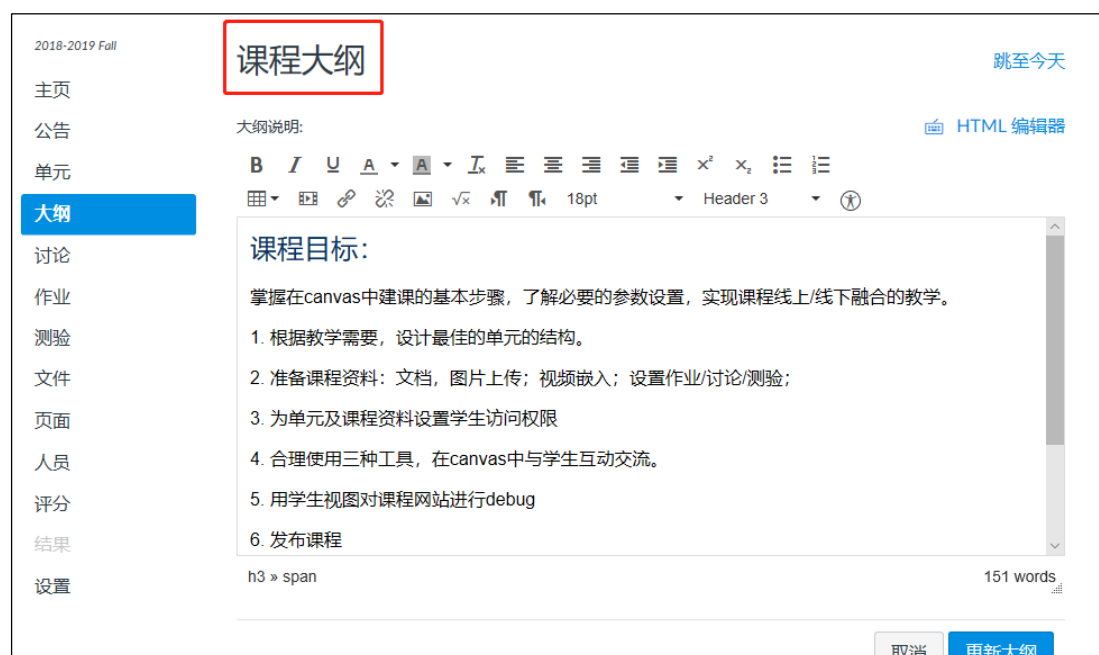 2018-2019 Fall
主页
公告
单元
大纲
讨论
作业
测验
文件
页面
人员
评分
结果
设置
课程大纲
跳至今天
大纲说明:
HTML 编辑器
18pt
Header 3
课程目标：
掌握在canvas中建课的基本步骤，了解必要的参数设置，实现课程线上/线下融合的教学。
1. 根据教学需要，设计最佳的单元的结构。
2. 准备课程资料：文档，图片上传；视频嵌入；设置作业/讨论/测验；
3. 为单元及课程资料设置学生访问权限
4. 合理使用三种工具，在canvas中与学生互动交流。
5. 用学生视图对课程网站进行debug
6. 发布课程
h3 » span
151 words
取消
更新大纲